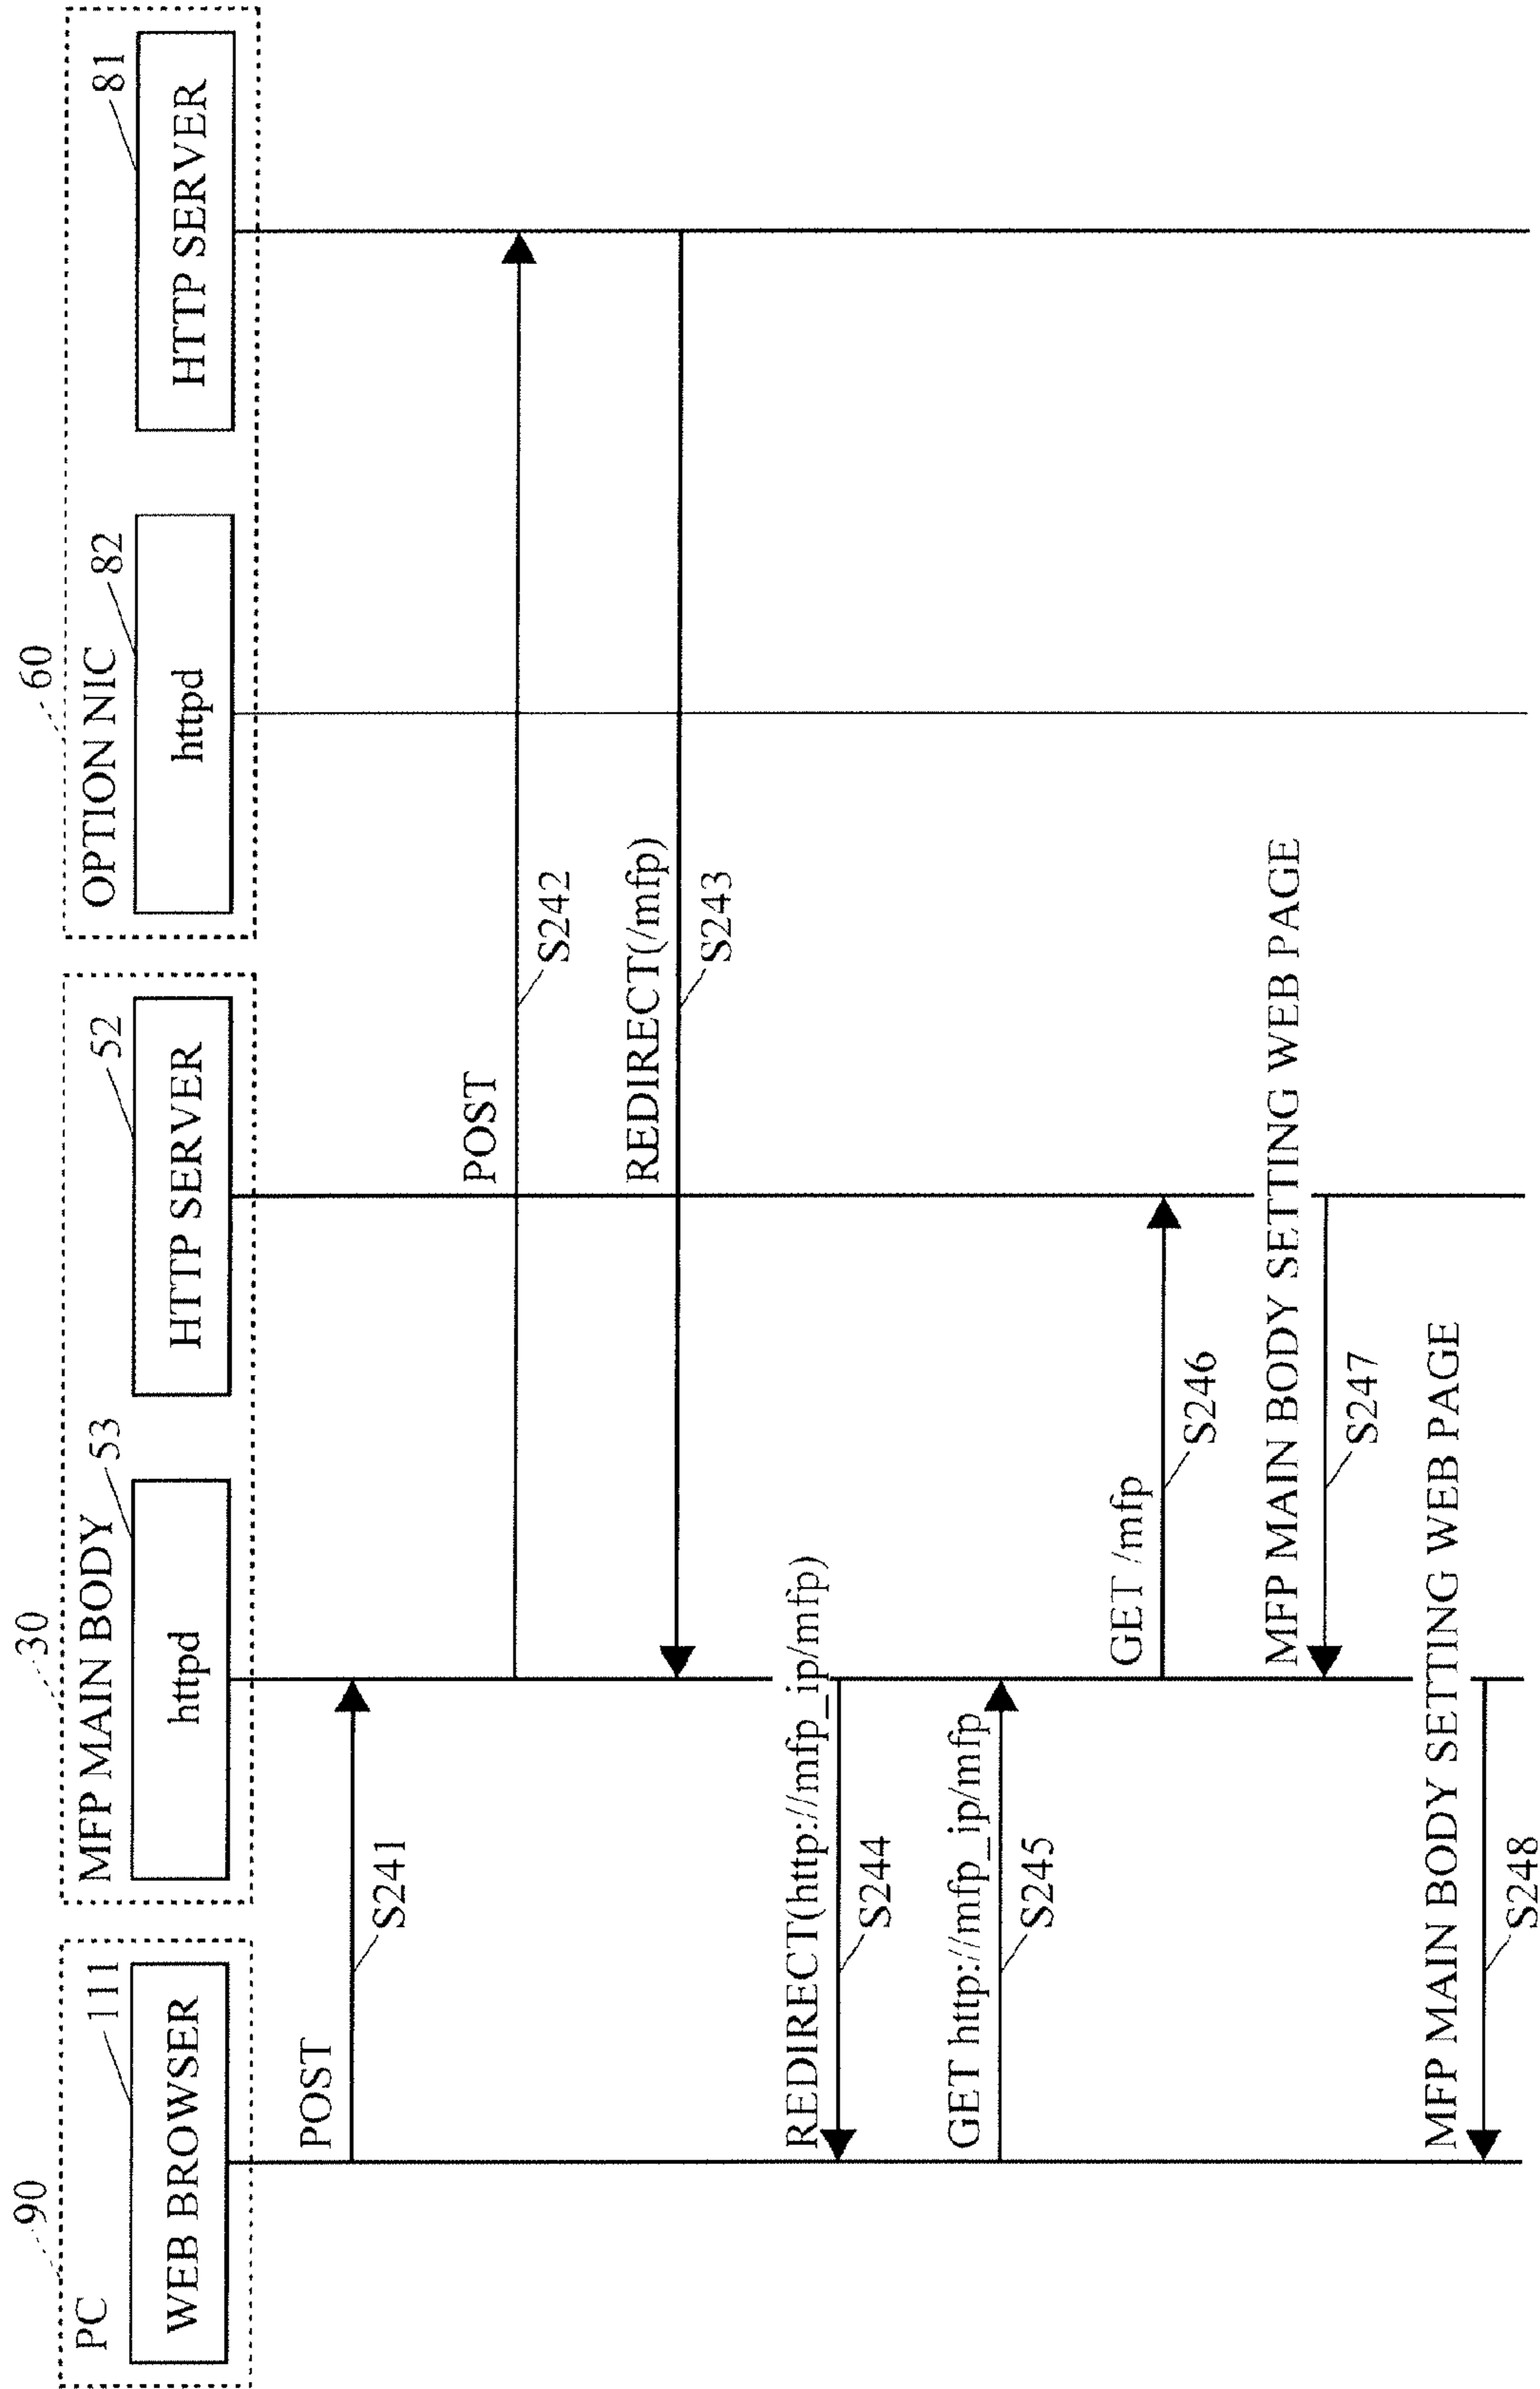 90
PC
111
WEB BROWSER
30
MFP MAIN BODY
53
httpd
52
HTTP SERVER
60
OPTION NIC
82
httpd
81
HTTP SERVER
POST
S241
POST
S242
REDIRECT(/mfp)
S243
REDIRECT(http://mfp_ip/mfp)
S244
GET http://mfp_ip/mfp
S245
GET /mfp
S246
MFP MAIN BODY SETTING WEB PAGE
S247
MFP MAIN BODY SETTING WEB PAGE
S248